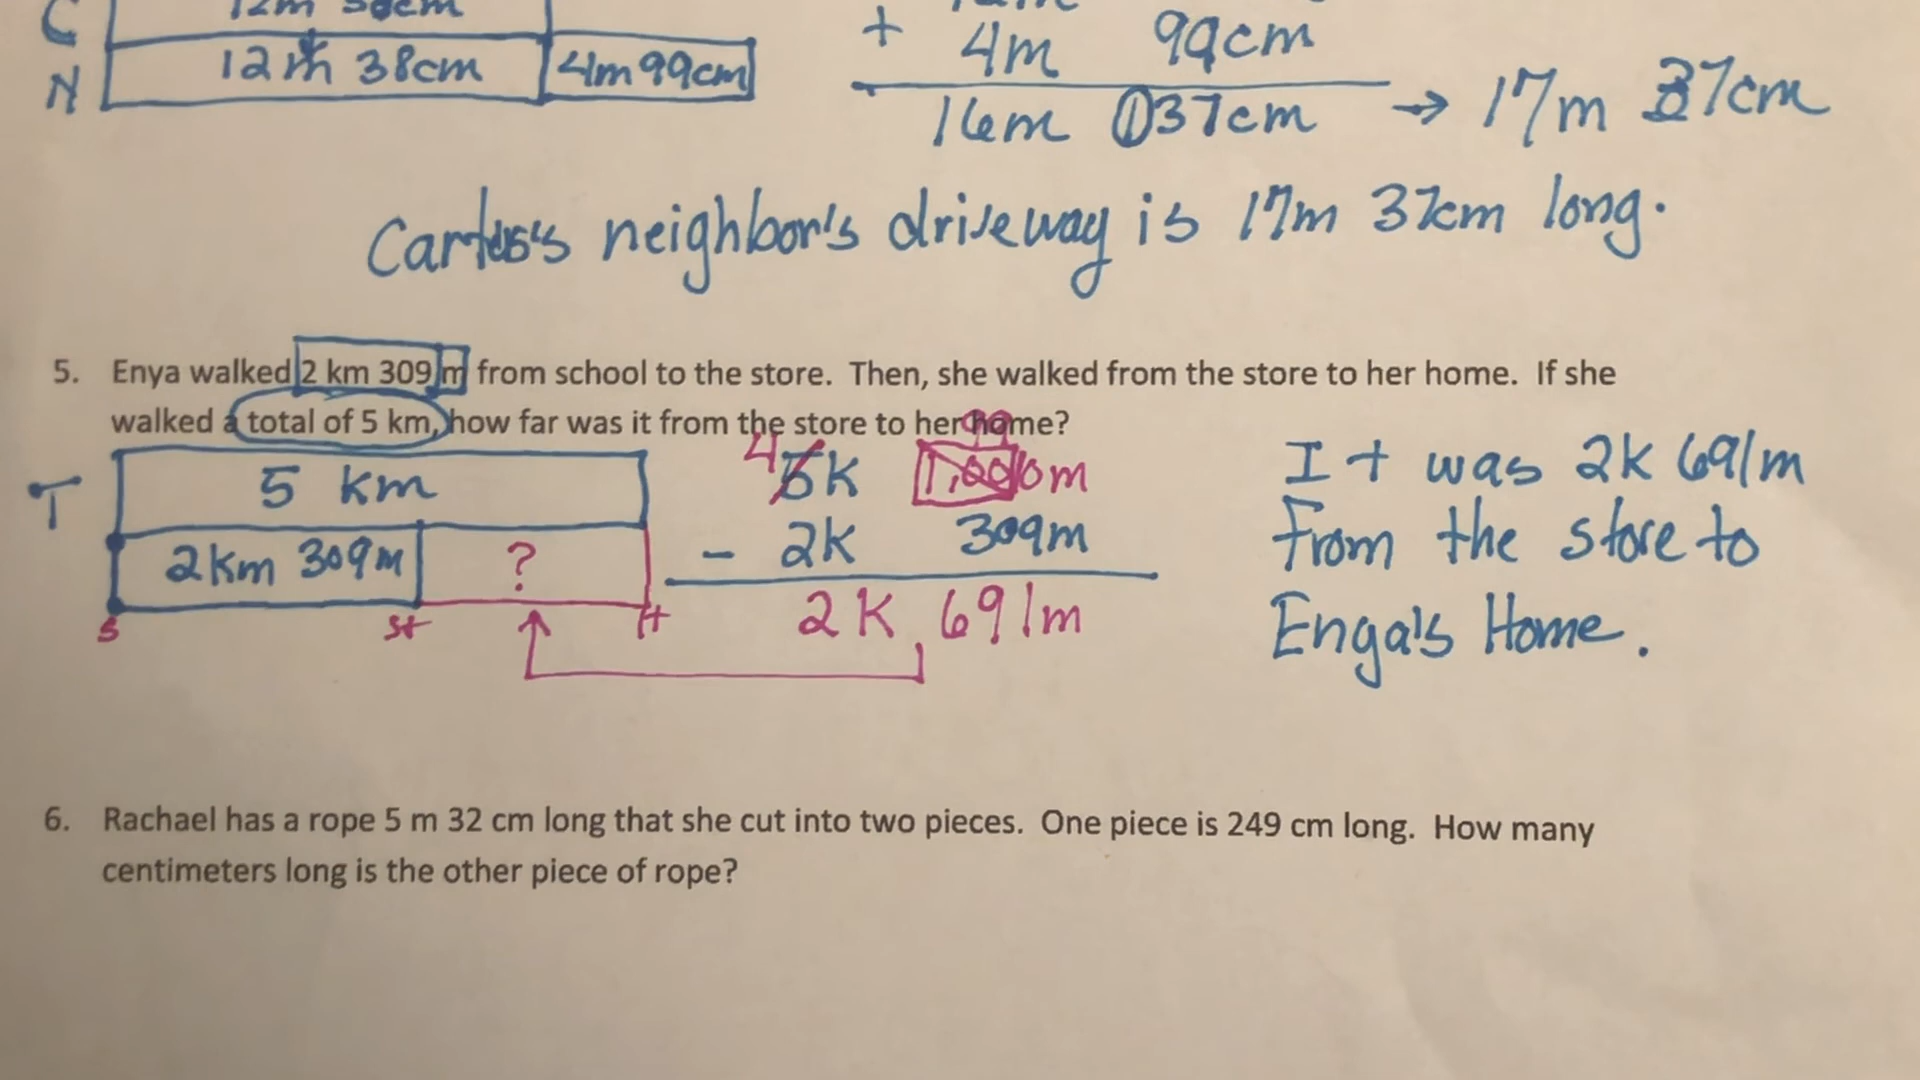 C
12m 38cm
N 12m 38cm 4m99cm
+ 4m 99cm
16m 137cm → 17m 37cm
Carlos's neighbor's driveway is 17m 37cm long.
5. Enya walked 2 km 309 m from school to the store. Then, she walked from the store to her home. If she
walked a total of 5 km, how far was it from the store to her home?
T 5 km
2km 309m ?
S St H
4 5k 1,000m
- 2k 309m
2k, 691m
It was 2k 691m
From the store to
Enya's Home.
6. Rachael has a rope 5 m 32 cm long that she cut into two pieces. One piece is 249 cm long. How many
centimeters long is the other piece of rope?